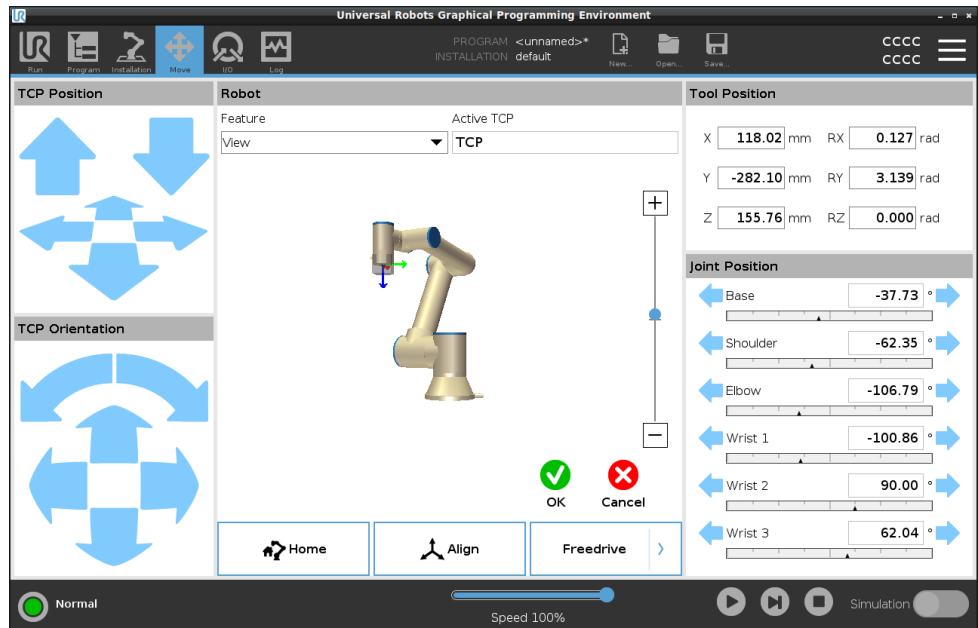 Universal Robots Graphical Programming Environment
UR
Run
Program
Installation
Move
I/O
Log
PROGRAM <unnamed>*
INSTALLATION default
New...
Open...
Save...
CCCC
CCCC
TCP Position
TCP Orientation
Robot
Feature
Active TCP
View
TCP
OK
Cancel
Home
Align
Freedrive
Tool Position
X 118.02 mm RX 0.127 rad
Y -282.10 mm RY 3.139 rad
Z 155.76 mm RZ 0.000 rad
Joint Position
Base -37.73 °
Shoulder -62.35 °
Elbow -106.79 °
Wrist 1 -100.86 °
Wrist 2 90.00 °
Wrist 3 62.04 °
Normal
Speed 100%
Simulation